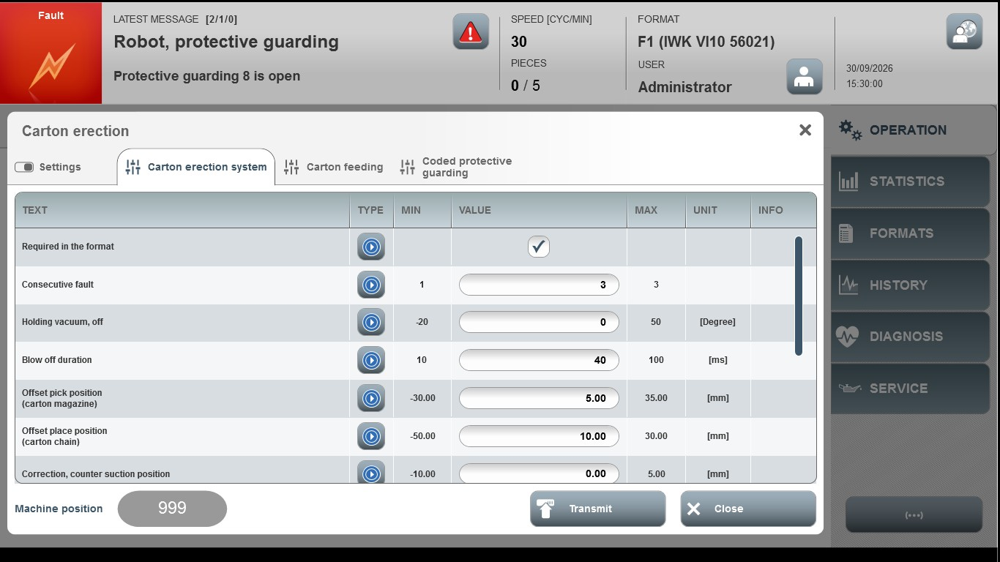 Fault
LATEST MESSAGE [2/1/0]
Robot, protective guarding
Protective guarding 8 is open
SPEED [CYC/MIN]
30
PIECES
0 / 5
FORMAT
F1 (IWK VI10 56021)
USER
Administrator
30/09/2026
15:30:00
Carton erection
Settings
Carton erection system
Carton feeding
Coded protective
guarding
TEXT TYPE MIN VALUE MAX UNIT INFO
Required in the format
Consecutive fault 1 3 3
Holding vacuum, off -20 0 50 [Degree]
Blow off duration 10 40 100 [ms]
Offset pick position
(carton magazine) -30.00 5.00 35.00 [mm]
Offset place position
(carton chain) -50.00 10.00 30.00 [mm]
Correction, counter suction position -10.00 0.00 5.00 [mm]
Machine position 999
Transmit
Close
OPERATION
STATISTICS
FORMATS
HISTORY
DIAGNOSIS
SERVICE
(•••)